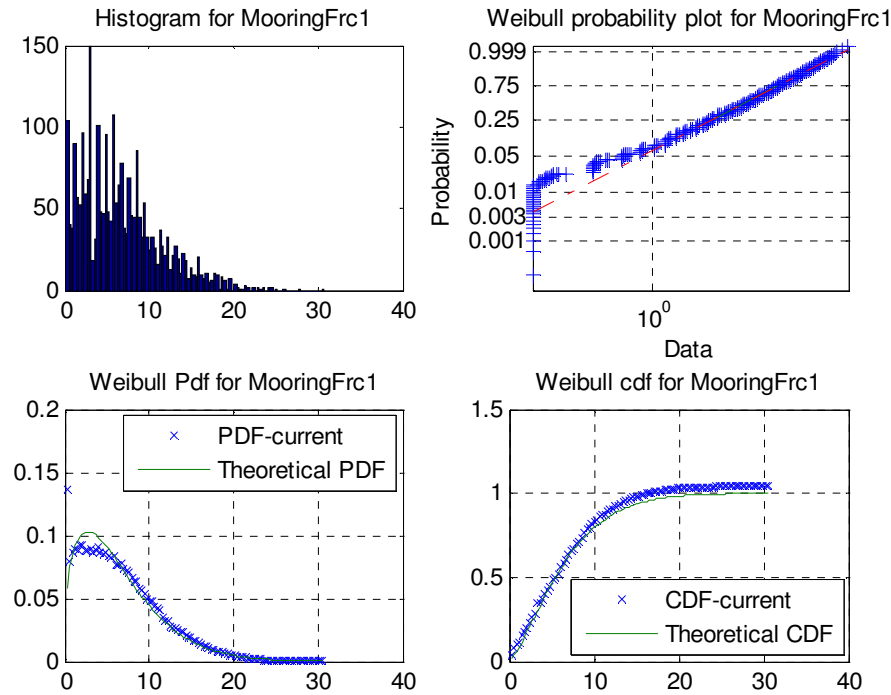 Histogram for MooringFrc1
150
100
50
0
0 10 20 30 40
Weibull probability plot for MooringFrc1
Probability
0.999
0.75
0.25
0.05
0.01
0.003
0.001
10^0
Data
Weibull Pdf for MooringFrc1
0.2
0.15
0.1
0.05
0
PDF-current
Theoretical PDF
0 10 20 30 40
Weibull cdf for MooringFrc1
1.5
1
0.5
0
CDF-current
Theoretical CDF
0 10 20 30 40